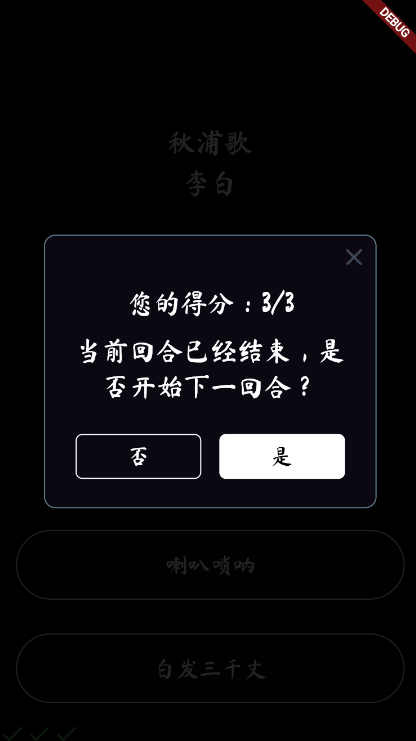 DEBUG
秋浦歌
李白
您的得分：3/3
当前回合已经结束，是
否开始下一回合？
否
是
喇叭唢呐
白发三千丈